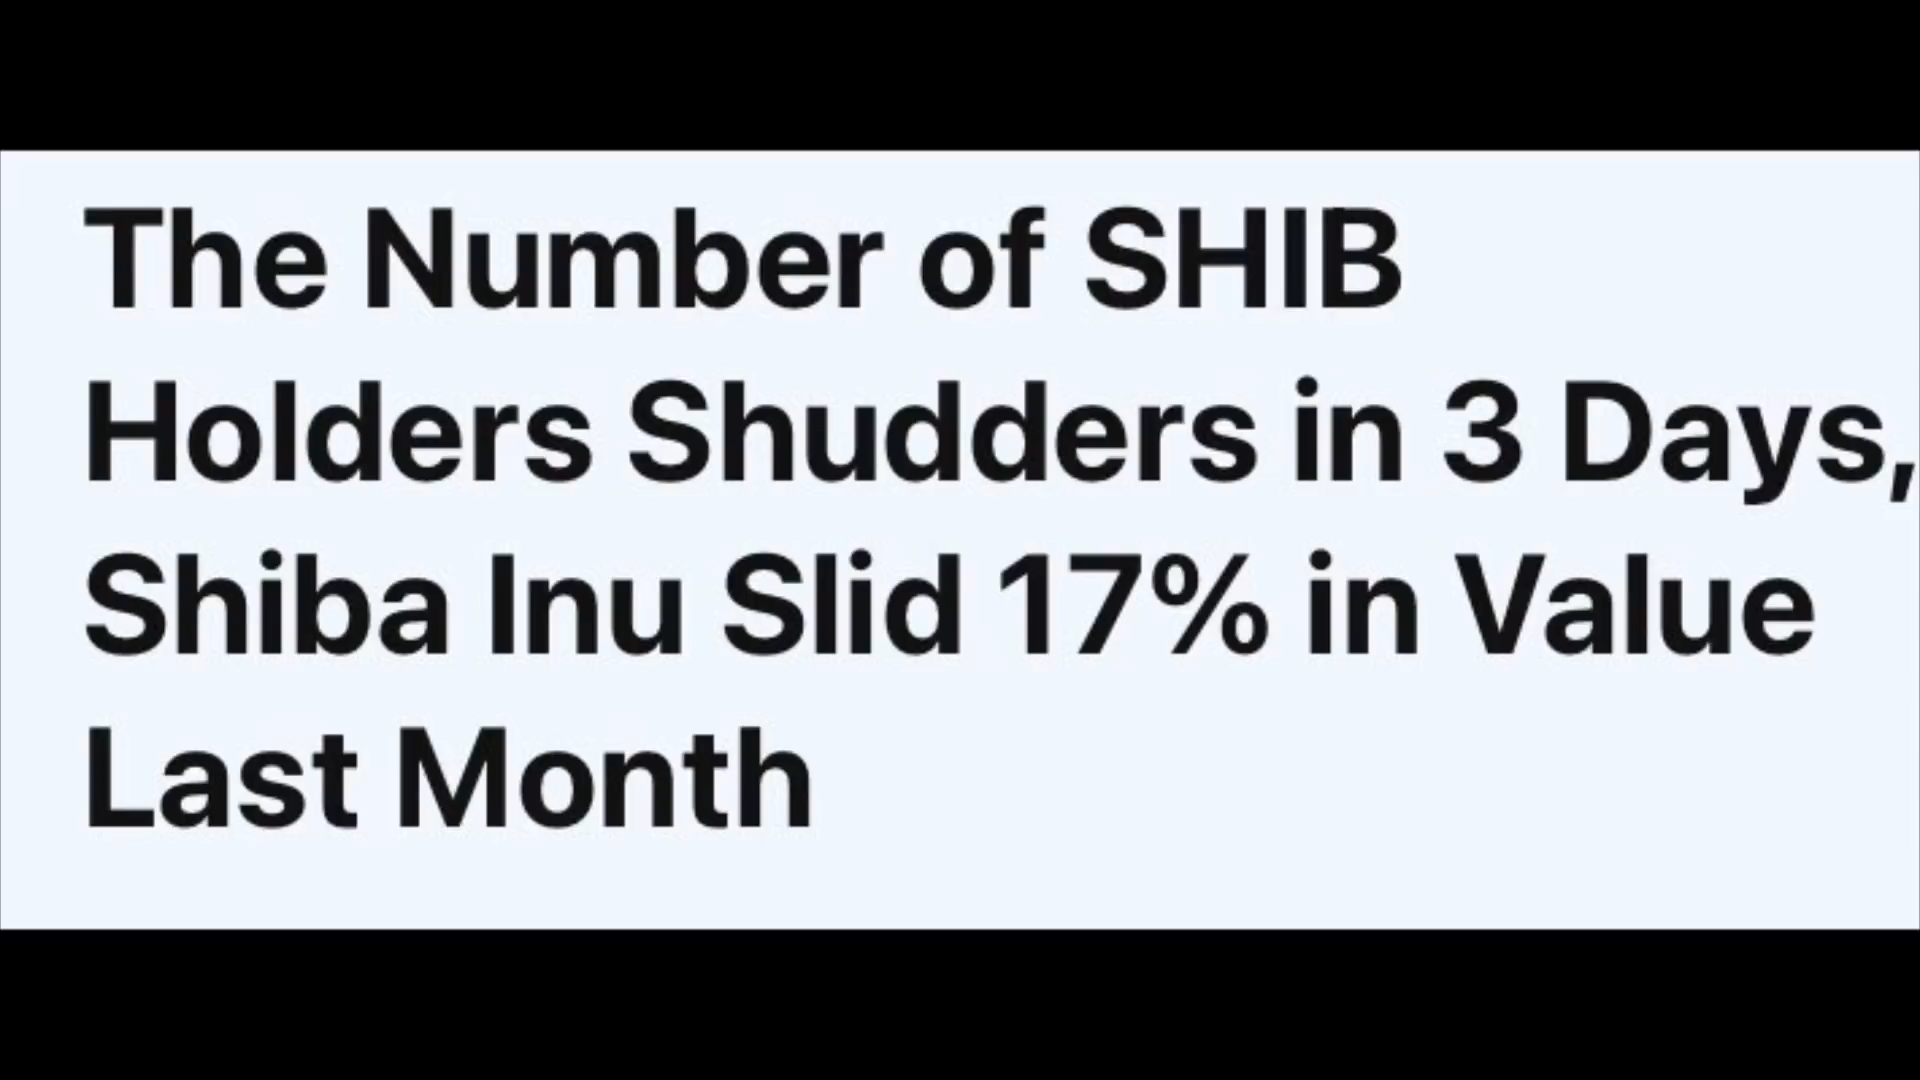 The Number of SHIB
Holders Shudders in 3 Days,
Shiba Inu Slid 17% in Value
Last Month